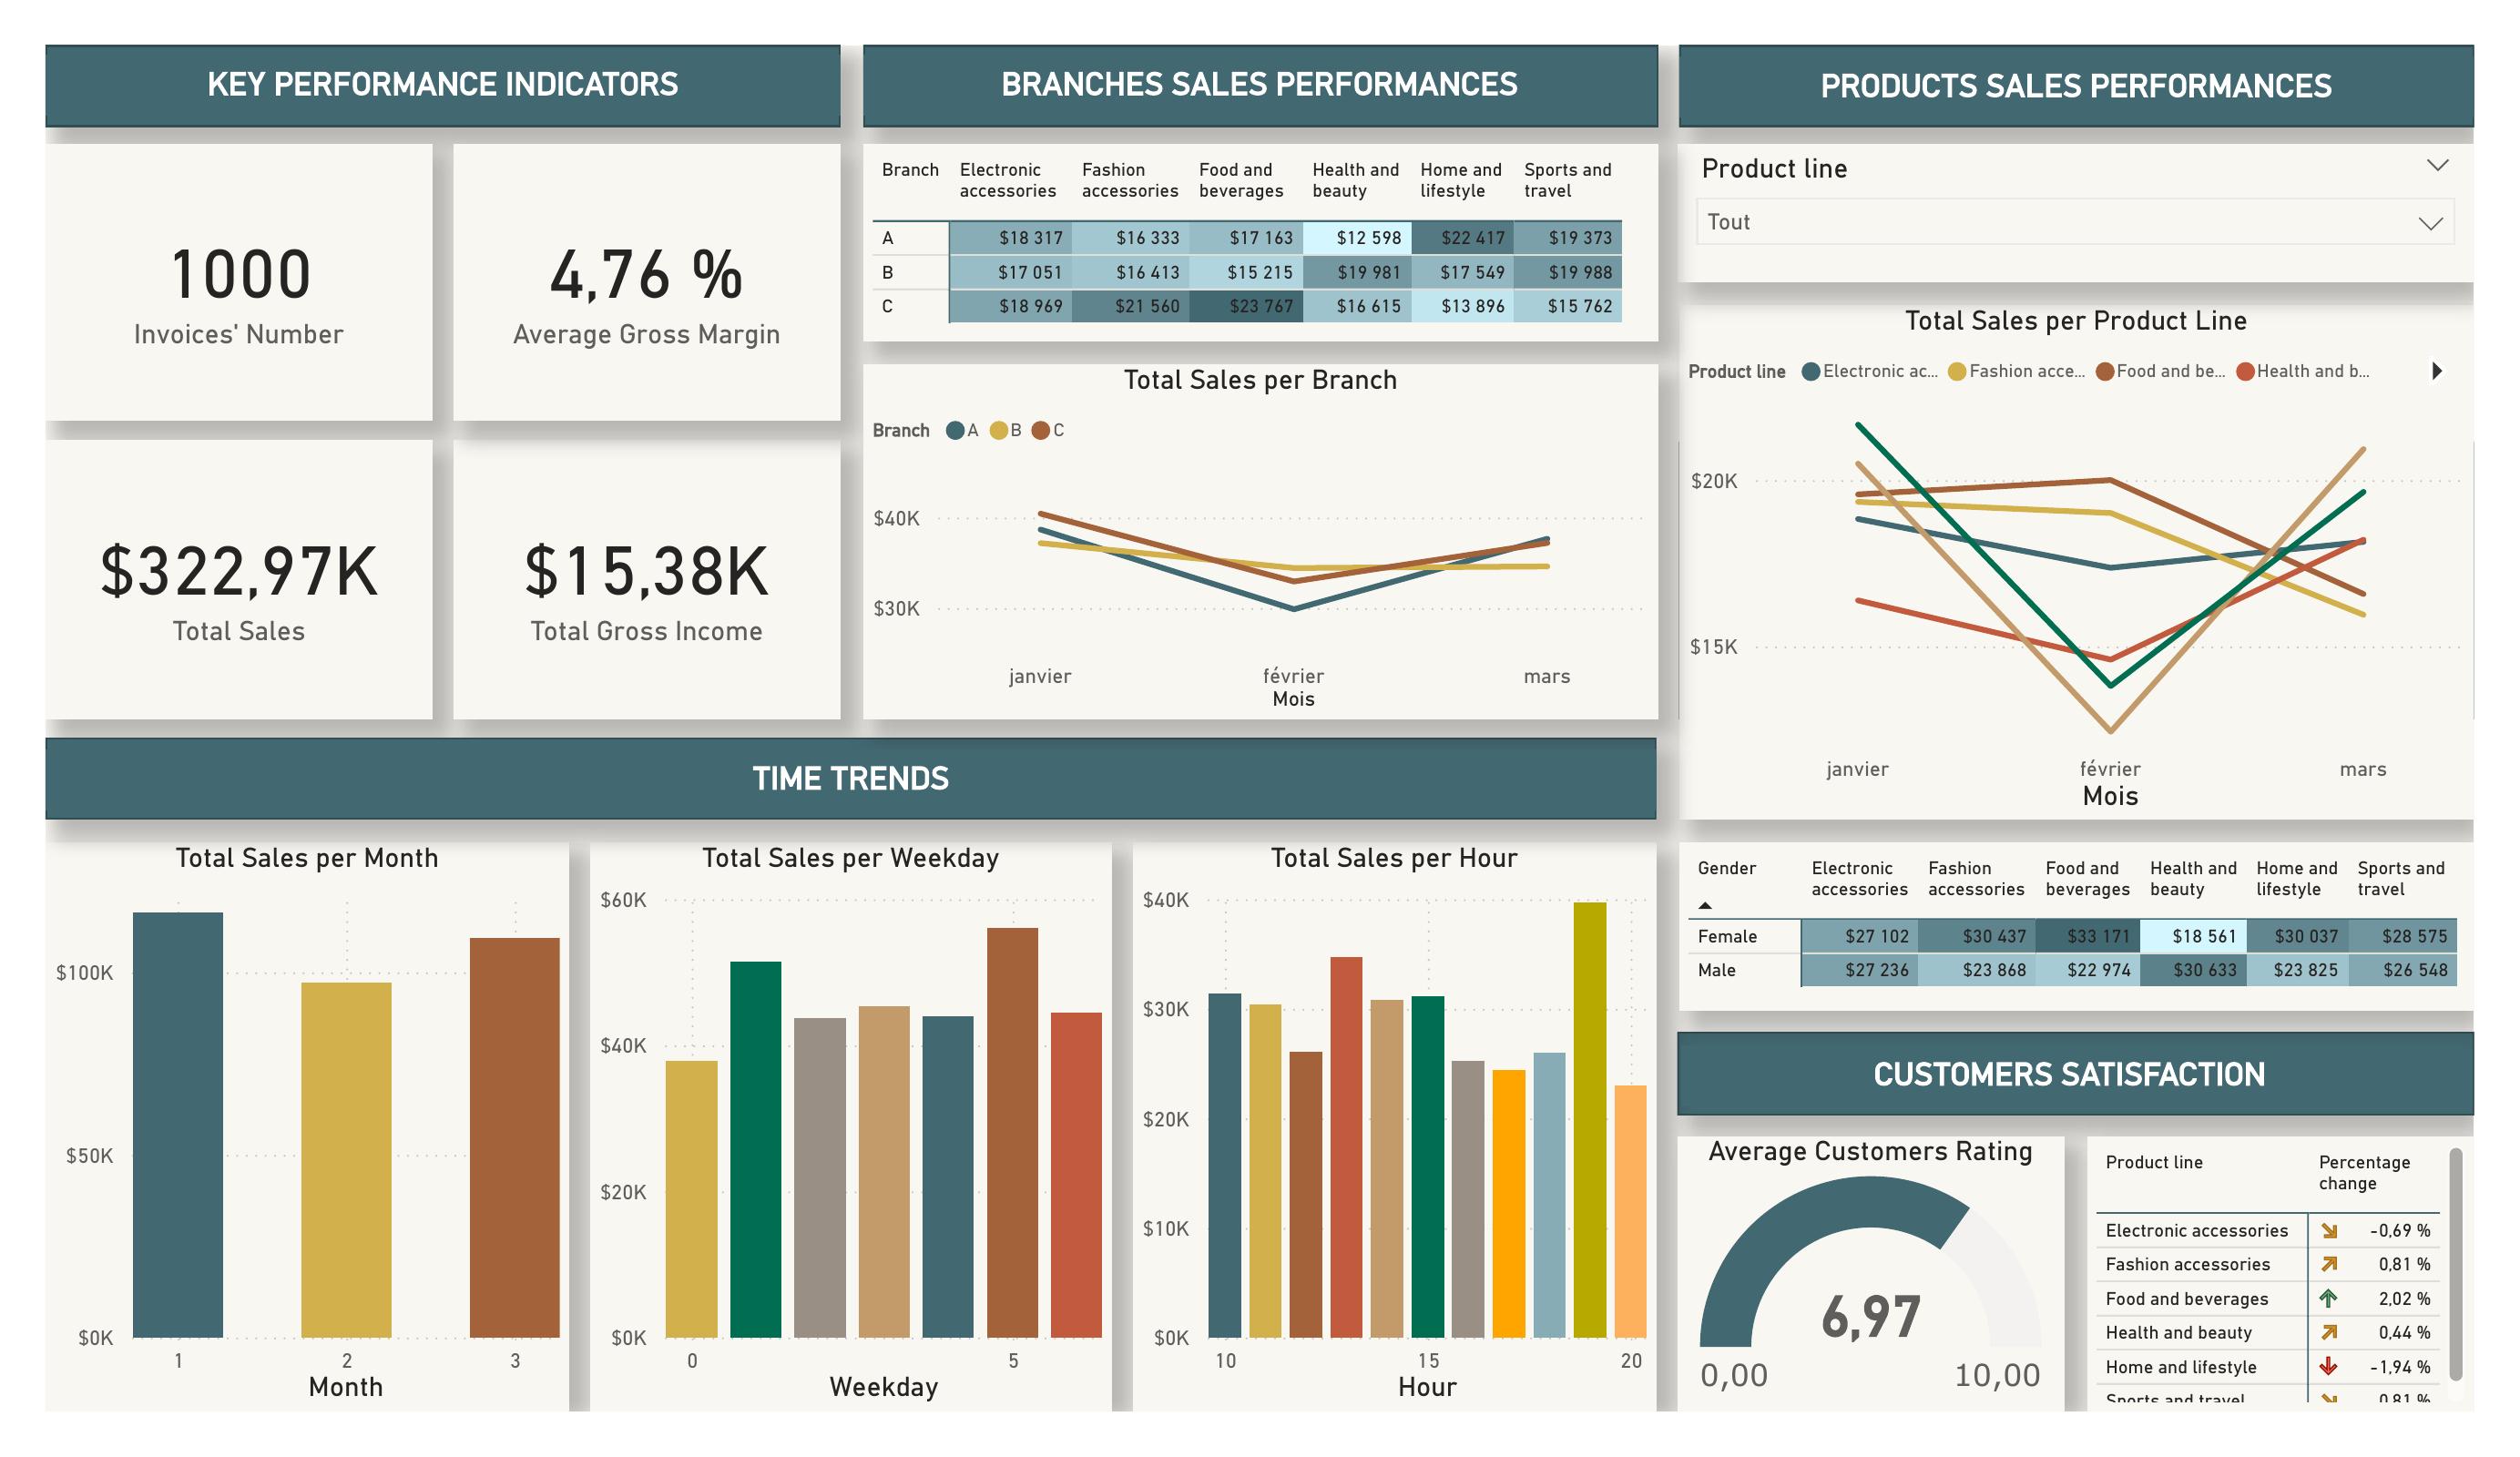 KEY PERFORMANCE INDICATORS
1000
Invoices' Number
4,76 %
Average Gross Margin
$322,97K
Total Sales
$15,38K
Total Gross Income
BRANCHES SALES PERFORMANCES
Branch Electronic accessories Fashion accessories Food and beverages Health and beauty Home and lifestyle Sports and travel
A $18 317 $16 333 $17 163 $12 598 $22 417 $19 373
B $17 051 $16 413 $15 215 $19 981 $17 549 $19 988
C $18 969 $21 560 $23 767 $16 615 $13 896 $15 762
Total Sales per Branch
Branch A B C
$40K
$30K
janvier février mars
Mois
PRODUCTS SALES PERFORMANCES
Product line
Tout
Total Sales per Product Line
Product line Electronic ac... Fashion acce... Food and be... Health and b...
$20K
$15K
janvier février mars
Mois
TIME TRENDS
Total Sales per Month
$100K
$50K
$0K
1 2 3
Month
Total Sales per Weekday
$60K
$40K
$20K
$0K
0 5
Weekday
Total Sales per Hour
$40K
$30K
$20K
$10K
$0K
10 15 20
Hour
Gender Electronic accessories Fashion accessories Food and beverages Health and beauty Home and lifestyle Sports and travel
Female $27 102 $30 437 $33 171 $18 561 $30 037 $28 575
Male $27 236 $23 868 $22 974 $30 633 $23 825 $26 548
CUSTOMERS SATISFACTION
Average Customers Rating
6,97
0,00 10,00
Product line Percentage change
Electronic accessories -0,69 %
Fashion accessories 0,81 %
Food and beverages 2,02 %
Health and beauty 0,44 %
Home and lifestyle -1,94 %
Sports and travel